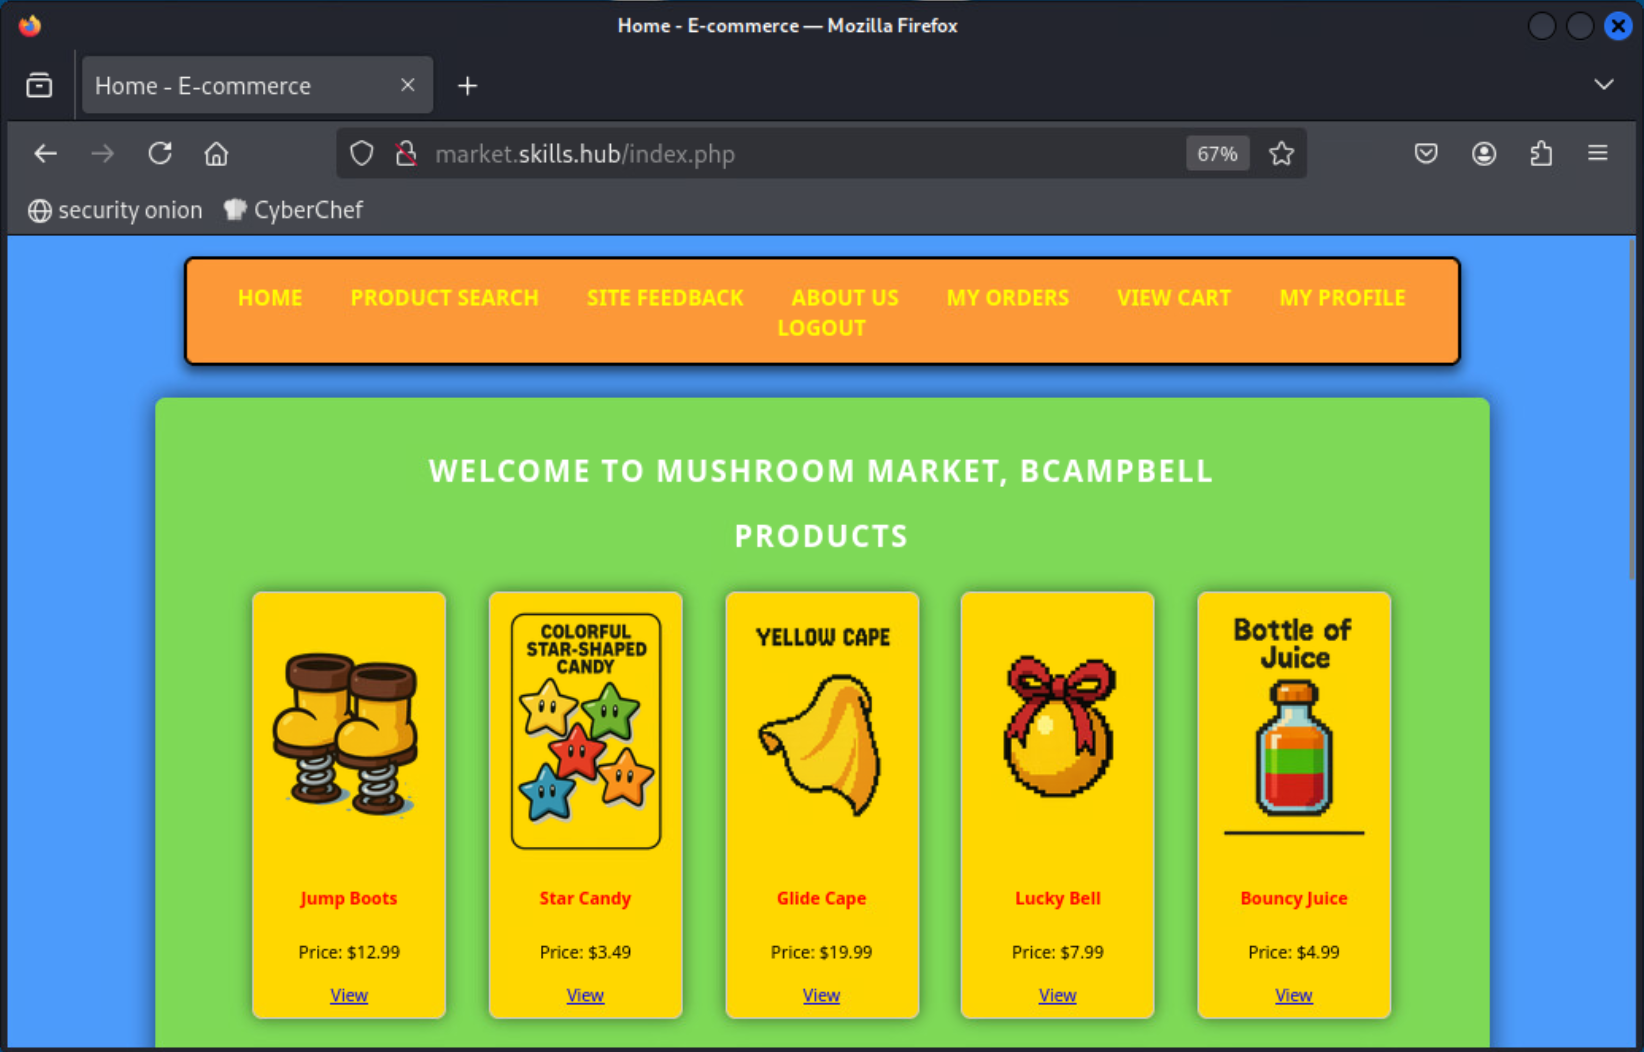 Home - E-commerce — Mozilla Firefox
Home - E-commerce
market.skills.hub/index.php
67%
security onion
CyberChef
HOME PRODUCT SEARCH SITE FEEDBACK ABOUT US MY ORDERS VIEW CART MY PROFILE
LOGOUT
WELCOME TO MUSHROOM MARKET, BCAMPBELL
PRODUCTS
COLORFUL
STAR-SHAPED
CANDY
YELLOW CAPE
Bottle of
Juice
Jump Boots
Price: $12.99
View
Star Candy
Price: $3.49
View
Glide Cape
Price: $19.99
View
Lucky Bell
Price: $7.99
View
Bouncy Juice
Price: $4.99
View